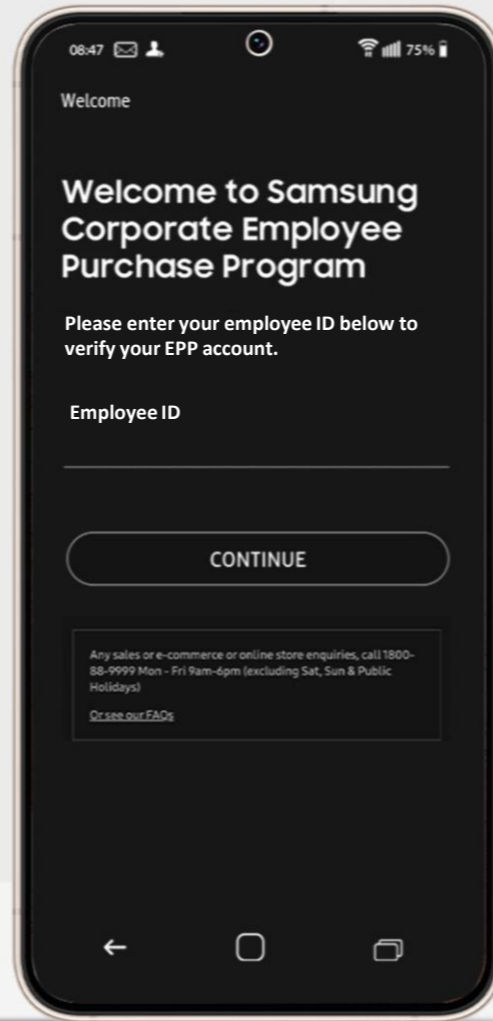 08:47 75%
Welcome
Welcome to Samsung
Corporate Employee
Purchase Program
Please enter your employee ID below to
verify your EPP account.
Employee ID
CONTINUE
Any sales or e-commerce or online store enquiries, call 1800-
88-9999 Mon - Fri 9am-6pm (excluding Sat, Sun & Public
Holidays)
Or see our FAQs